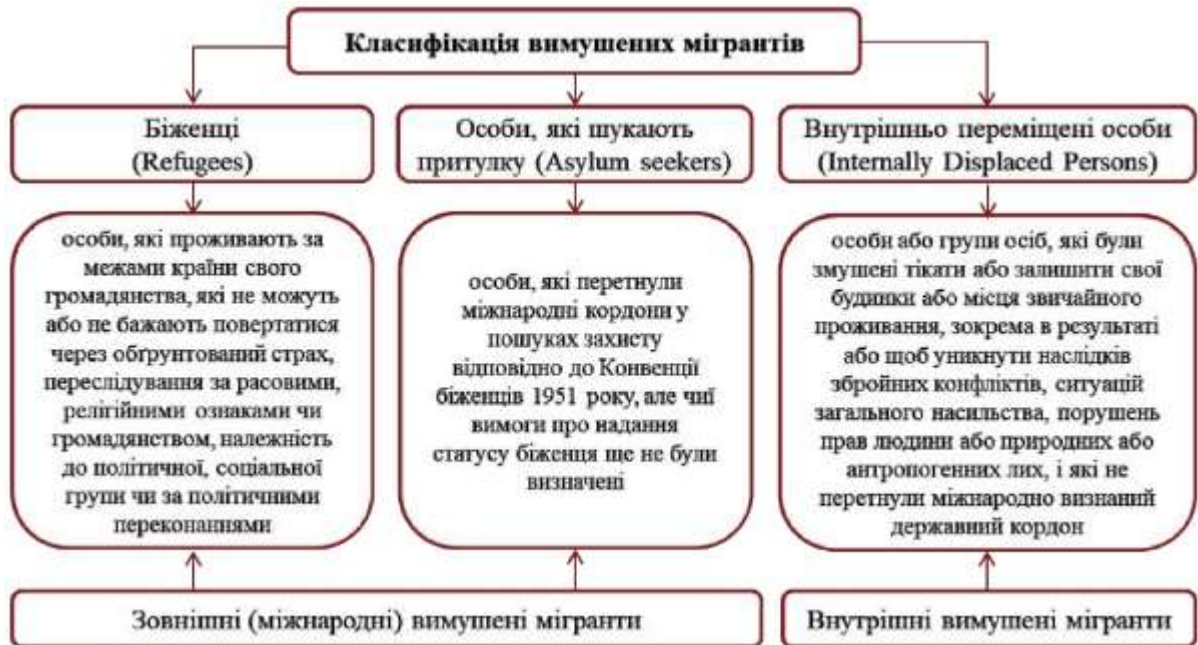 Класифікація вимушених мігрантів
Біженці
(Refugees)
Особи, які шукають
притулку (Asylum seekers)
Внутрішньо переміщені особи
(Internally Displaced Persons)
особи, які проживають за
межами країни свого
громадянства, які не можуть
або не бажають повертатися
через обґрунтований страх,
переслідування за расовими,
релігійними ознаками чи
громадянством, належність
до політичної, соціальної
групи чи за політичними
переконаннями
особи, які перетнули
міжнародні кордони у
пошуках захисту
відповідно до Конвенції
біженців 1951 року, але чиї
вимоги про надання
статусу біженця ще не були
визначені
особи або групи осіб, які були
змушені тікати або залишити свої
будинки або місця звичайного
проживання, зокрема в результаті
або щоб уникнути наслідків
збройних конфліктів, ситуацій
загального насильства, порушень
прав людини або природних або
антропогенних лих, і які не
перетнули міжнародно визнаний
державний кордон
Зовнішні (міжнародні) вимушені мігранти
Внутрішні вимушені мігранти